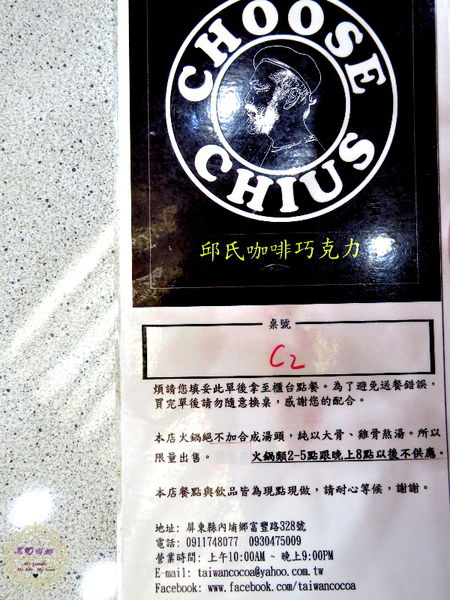 CHOOSE
CHIUS
邱氏咖啡巧克力
桌號
C2
煩請您填妥此單後拿至櫃台點餐。為了避免送餐錯誤,
買完單後請勿隨意換桌,感謝您的配合。
本店火鍋絕不加合成湯頭,純以大骨、雞骨熬湯。所以
限量出售。 火鍋類2-5點跟晚上8點以後不供應。
本店餐點與飲品皆為現點現做,請耐心等候,謝謝。
地址: 屏東縣內埔鄉富豐路328號
電話: 0911748077 0930475009
營業時間: 上午10:00AM ~ 晚上9:00PM
E-mail: taiwancocoa@yahoo.com.tw
Facebook: www.facebook.com/taiwancocoa